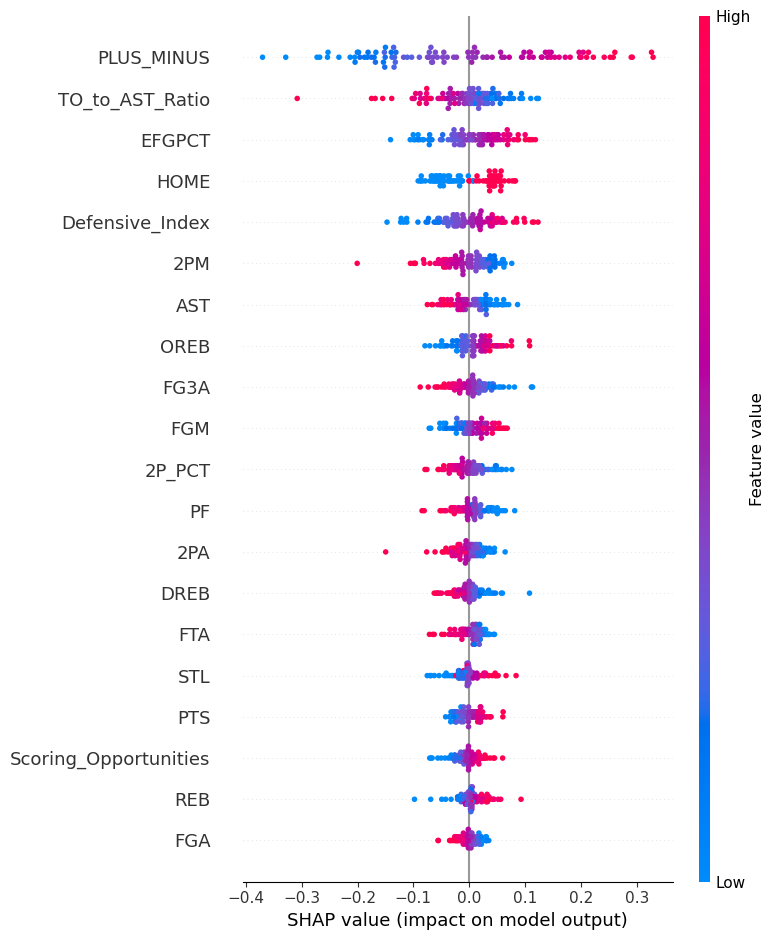 High
PLUS_MINUS
TO_to_AST_Ratio
EFGPCT
HOME
Defensive_Index
2PM
AST
OREB
FG3A
FGM
2P_PCT
PF
2PA
DREB
FTA
STL
PTS
Scoring_Opportunities
REB
FGA
Feature value
Low
−0.4 −0.3 −0.2 −0.1 0.0 0.1 0.2 0.3
SHAP value (impact on model output)